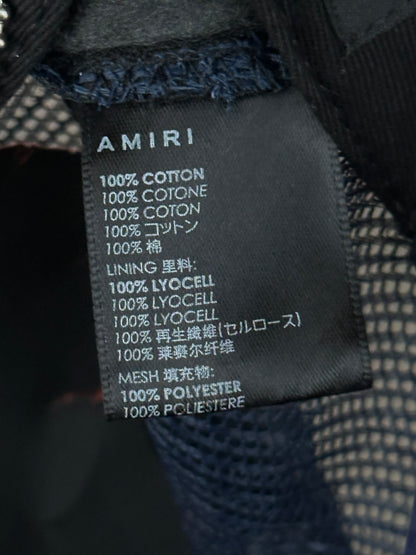 AMIRI
100% COTTON
100% COTONE
100% COTON
100% コットン
100% 棉
LINING 里料:
100% LYOCELL
100% LYOCELL
100% LYOCELL
100% 再生纖維(セルロース)
100% 莱赛尔纤维
MESH 填充物:
100% POLYESTER
100% POLIESTERE